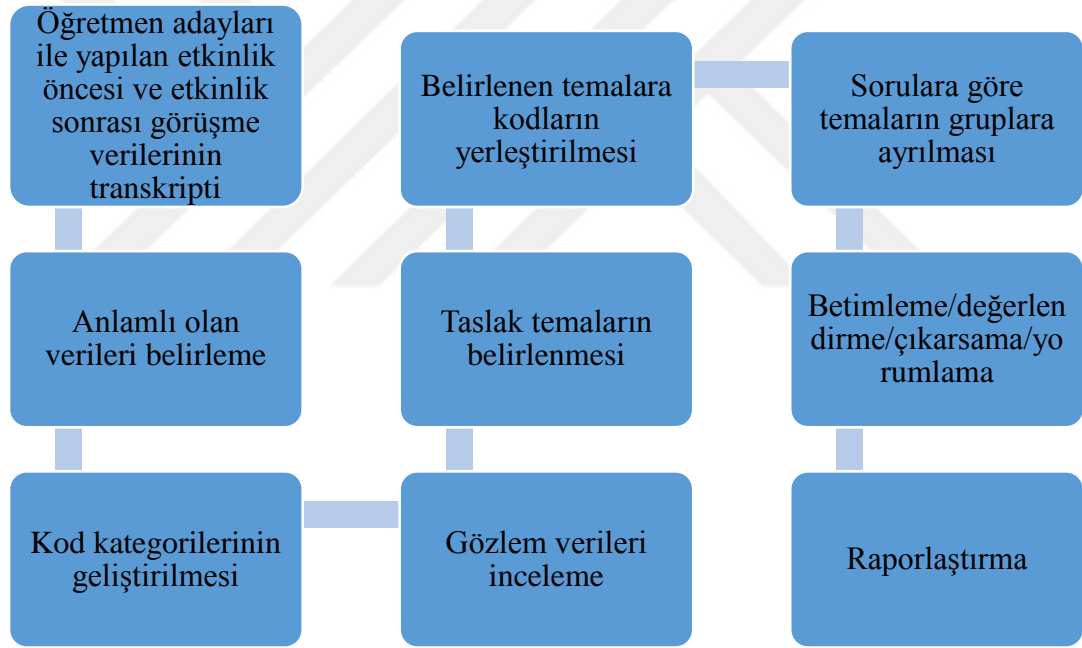 Öğretmen adayları
ile yapılan etkinlik
öncesi ve etkinlik
sonrası görüşme
verilerinin
transkripti
Anlamlı olan
verileri belirleme
Kod kategorilerinin
geliştirilmesi
Gözlem verileri
inceleme
Taslak temaların
belirlenmesi
Belirlenen temalara
kodların
yerleştirilmesi
Sorulara göre
temaların gruplara
ayrılması
Betimleme/değerlen
dirme/çıkarsama/yo
rumlama
Raporlaştırma